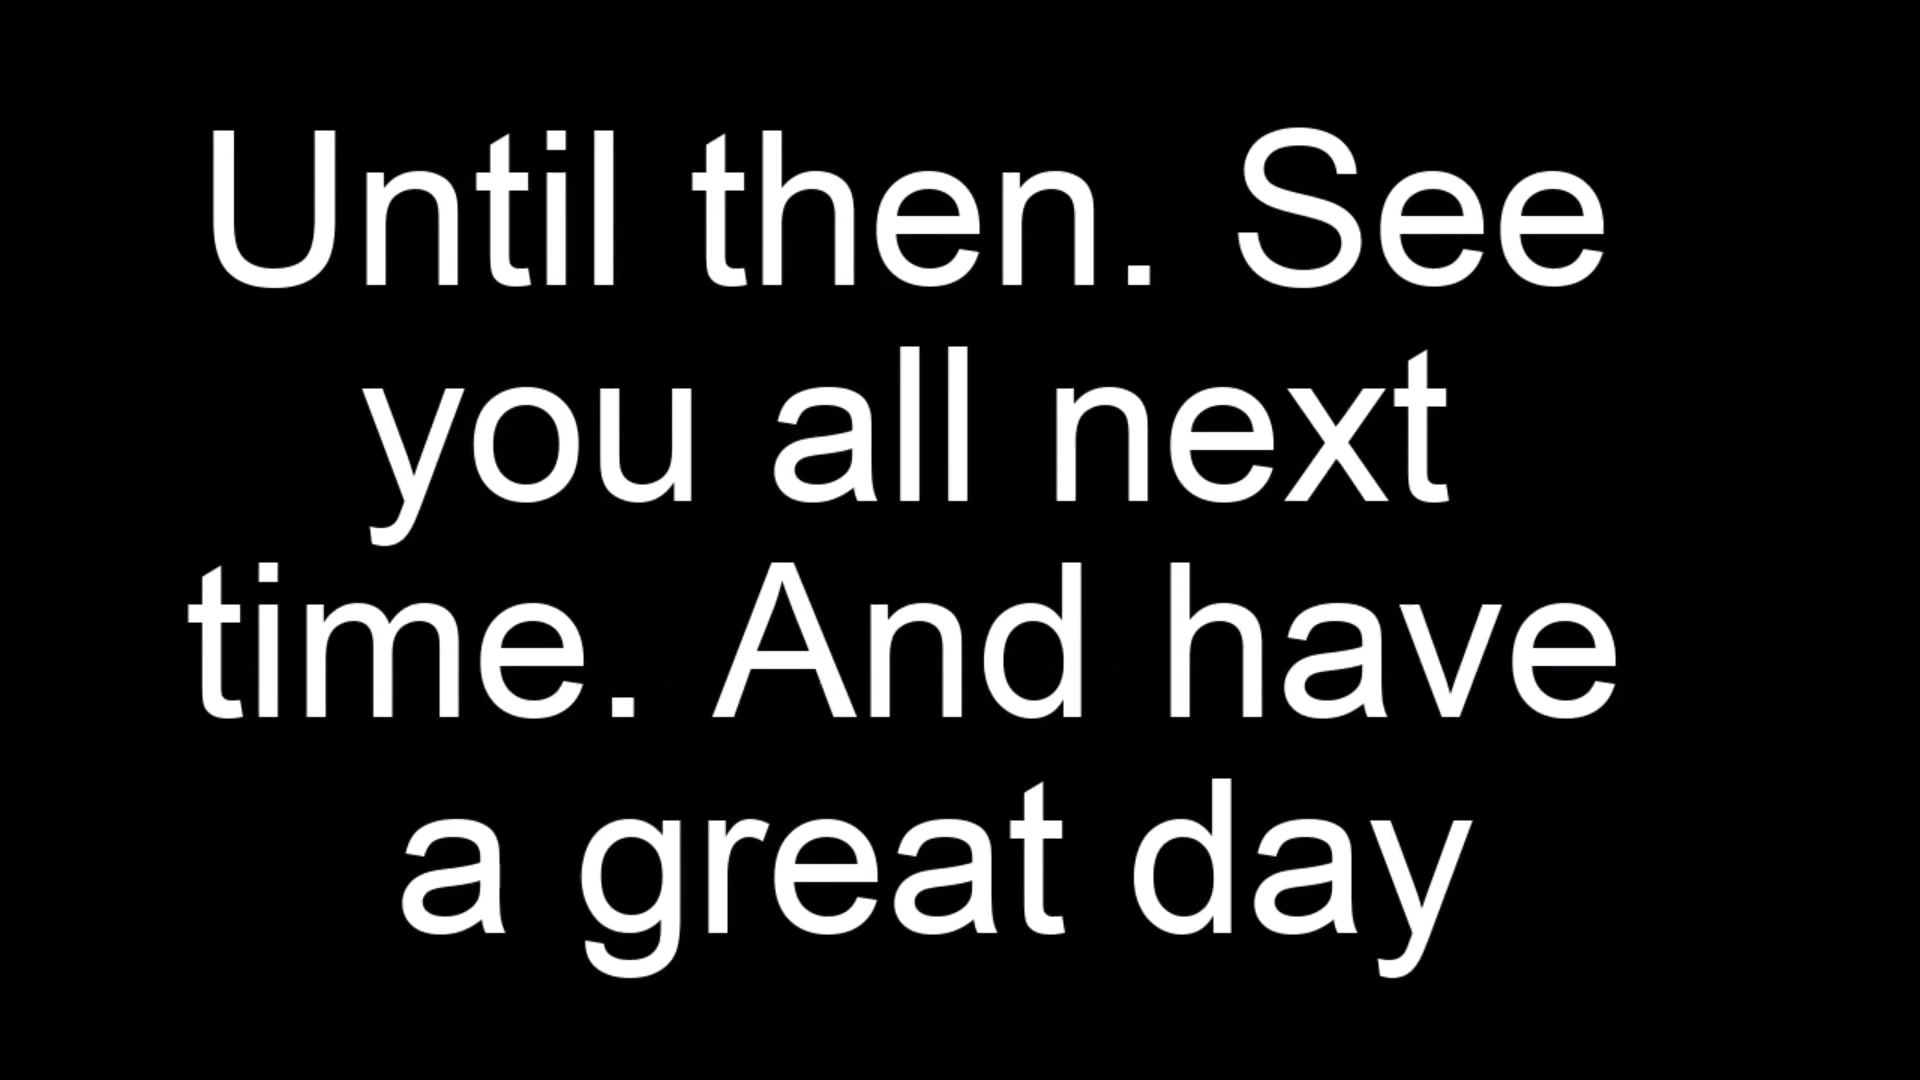 Until then. See
you all next
time. And have
a great day